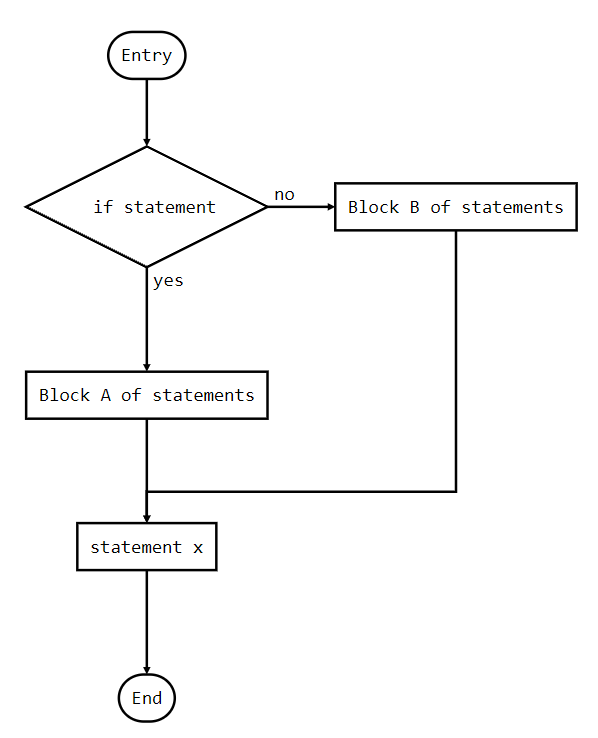 Entry
if statement
no
Block B of statements
yes
Block A of statements
statement x
End